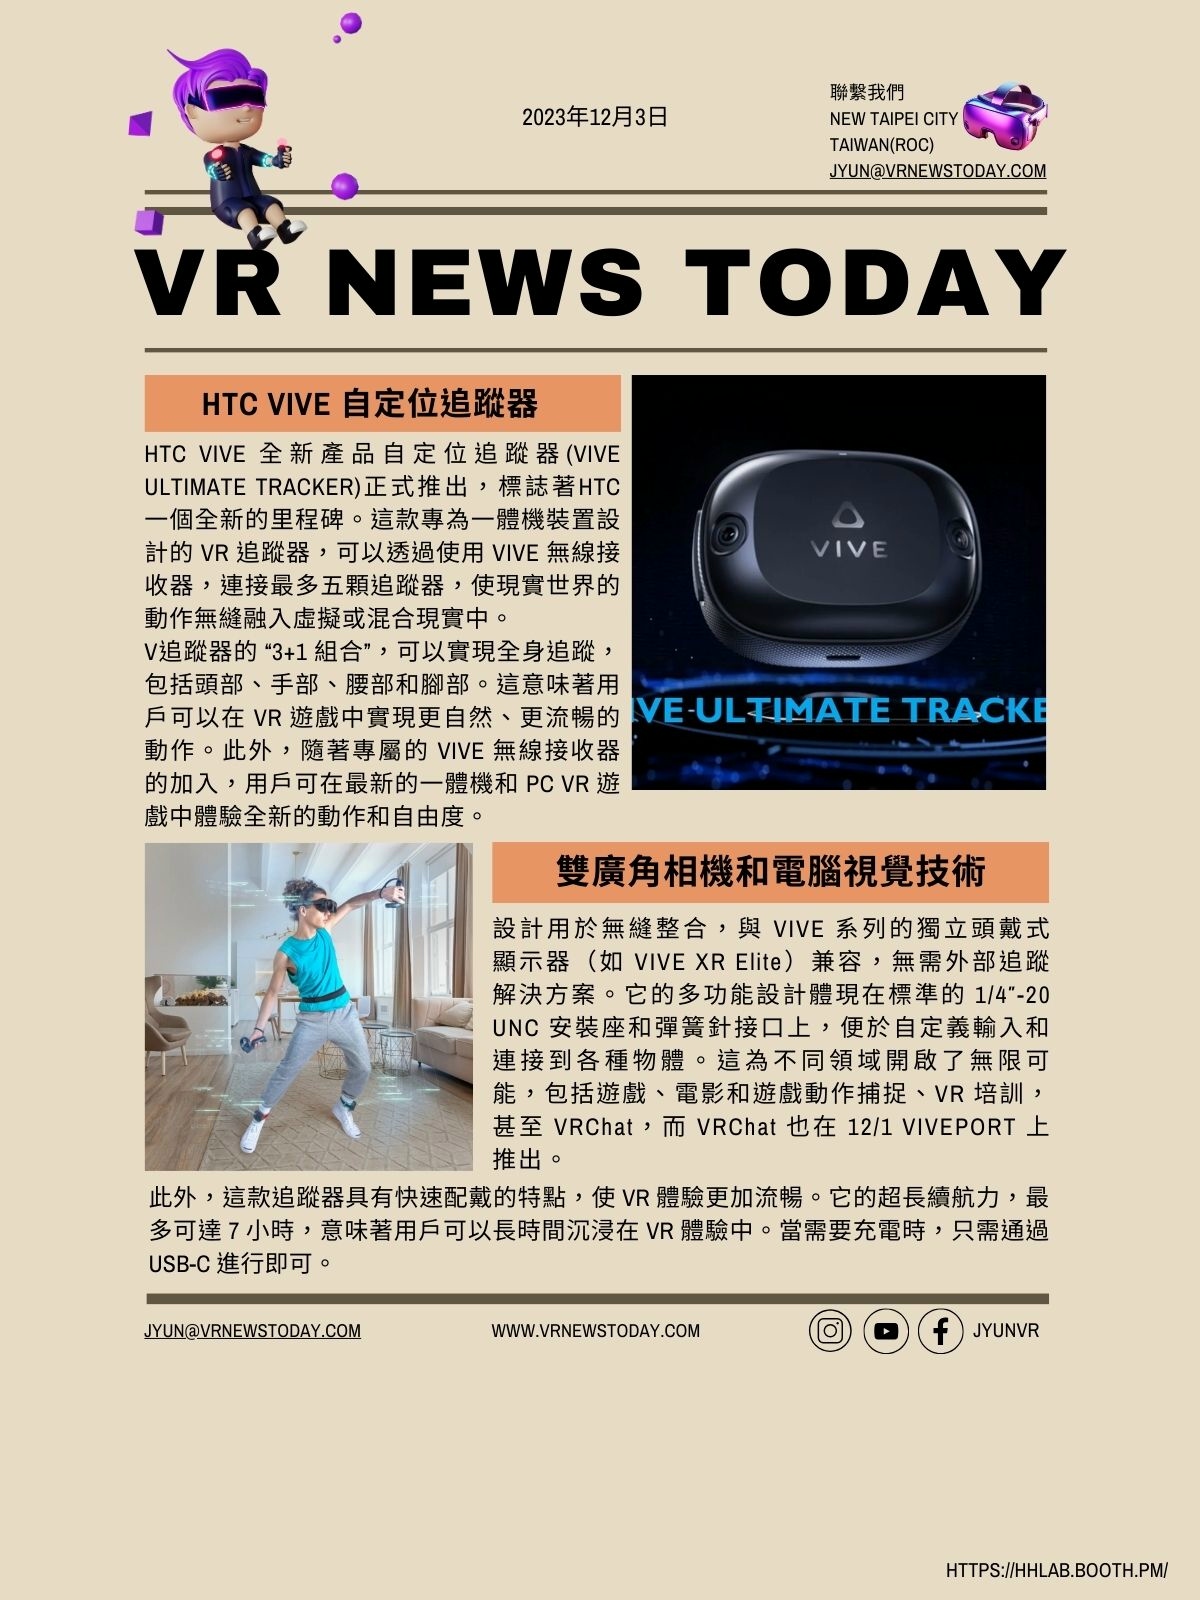 2023年12月3日
聯繫我們
NEW TAIPEI CITY
TAIWAN(ROC)
JYUN@VRNEWSTODAY.COM
VR NEWS TODAY
HTC VIVE 自定位追蹤器
HTC VIVE 全新產品自定位追蹤器(VIVE
ULTIMATE TRACKER)正式推出，標誌著HTC
一個全新的里程碑。這款專為一體機裝置設
計的 VR 追蹤器，可以透過使用 VIVE 無線接
收器，連接最多五顆追蹤器，使現實世界的
動作無縫融入虛擬或混合現實中。
V追蹤器的 “3+1 組合”，可以實現全身追蹤，
包括頭部、手部、腰部和腳部。這意味著用
戶可以在 VR 遊戲中實現更自然、更流暢的
動作。此外，隨著專屬的 VIVE 無線接收器
的加入，用戶可在最新的一體機和 PC VR 遊
戲中體驗全新的動作和自由度。
VIVE
IVE ULTIMATE TRACKE
雙廣角相機和電腦視覺技術
設計用於無縫整合，與 VIVE 系列的獨立頭戴式
顯示器（如 VIVE XR Elite）兼容，無需外部追蹤
解決方案。它的多功能設計體現在標準的 1/4″-20
UNC 安裝座和彈簧針接口上，便於自定義輸入和
連接到各種物體。這為不同領域開啟了無限可
能，包括遊戲、電影和遊戲動作捕捉、VR 培訓，
甚至 VRChat，而 VRChat 也在 12/1 VIVEPORT 上
推出。
此外，這款追蹤器具有快速配戴的特點，使 VR 體驗更加流暢。它的超長續航力，最
多可達 7 小時，意味著用戶可以長時間沉浸在 VR 體驗中。當需要充電時，只需通過
USB-C 進行即可。
JYUN@VRNEWSTODAY.COM
WWW.VRNEWSTODAY.COM
JYUNVR
HTTPS://HHLAB.BOOTH.PM/